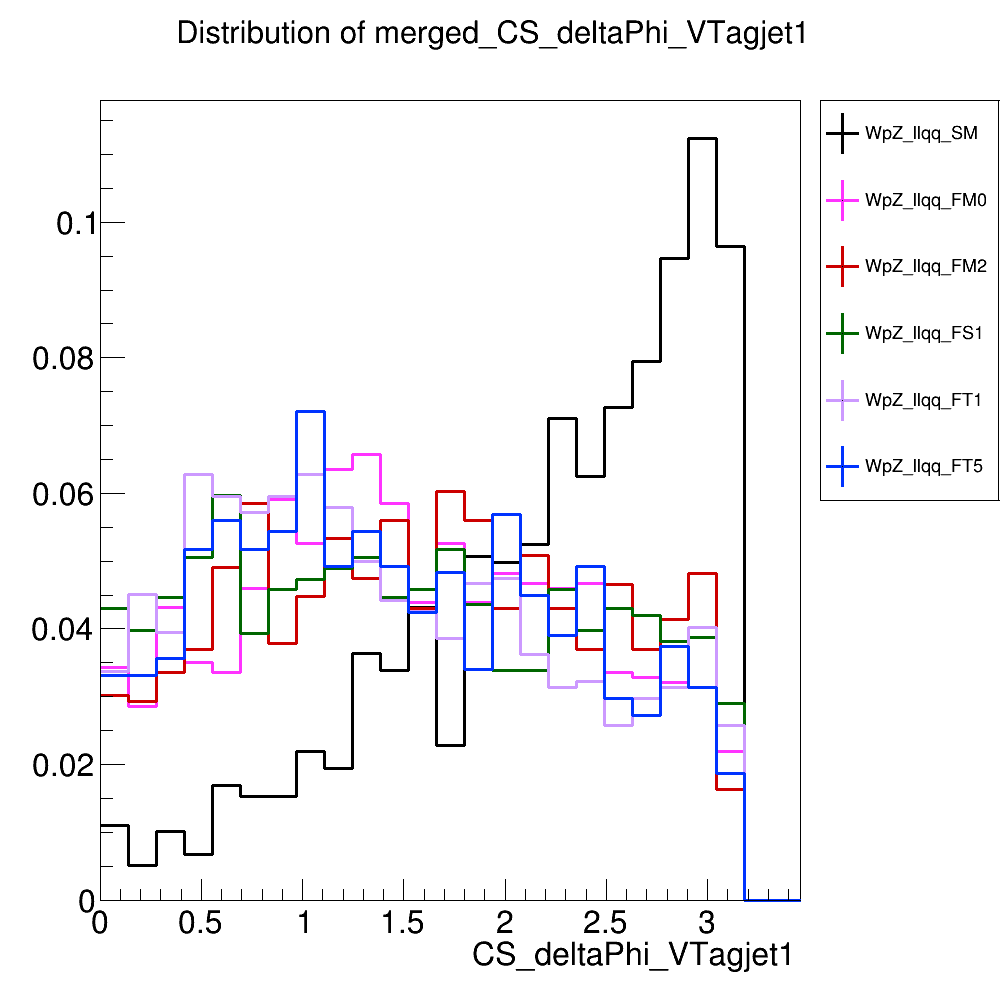 Distribution of merged_CS_deltaPhi_VTagjet1
WpZ_llqq_SM
WpZ_llqq_FM0
WpZ_llqq_FM2
WpZ_llqq_FS1
WpZ_llqq_FT1
WpZ_llqq_FT5
0.1
0.08
0.06
0.04
0.02
0
0 0.5 1 1.5 2 2.5 3
CS_deltaPhi_VTagjet1